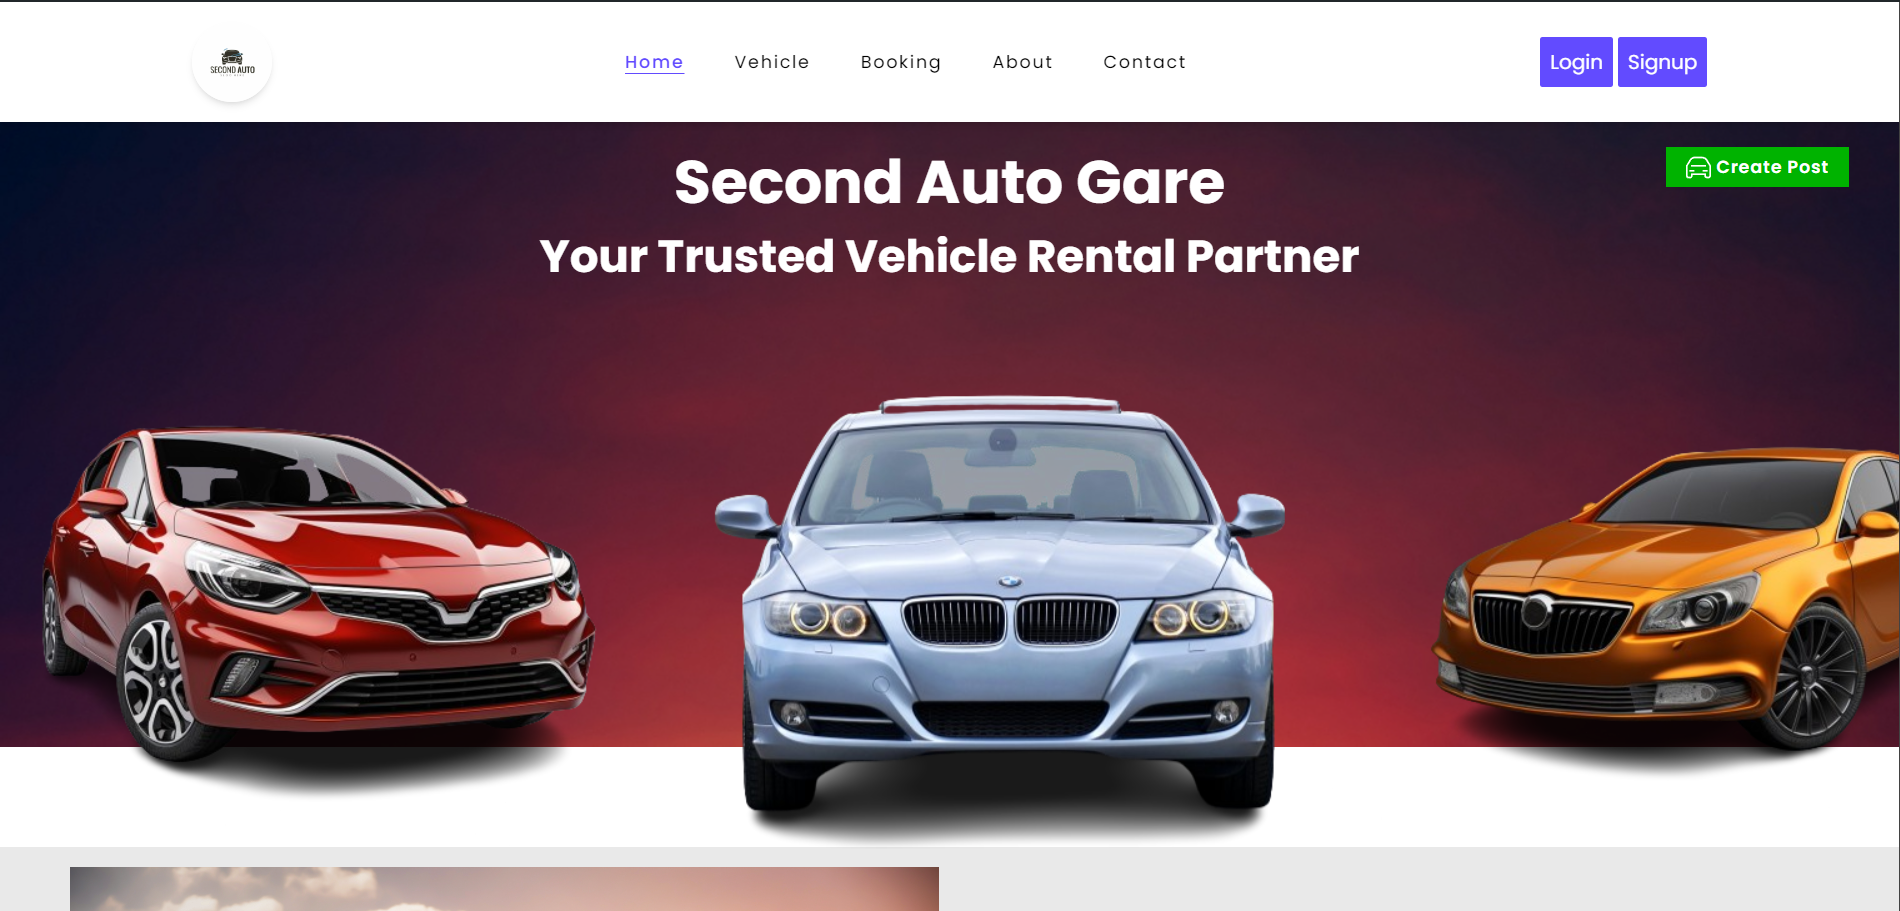 SECOND AUTO
Home Vehicle Booking About Contact
Login Signup
Second Auto Gare
Create Post
Your Trusted Vehicle Rental Partner